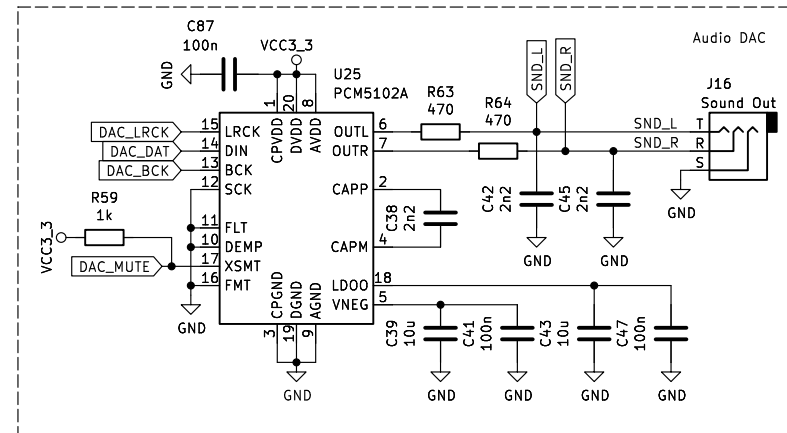 C87
100n
VCC3_3
GND
Audio DAC
U25
PCM5102A
SND_L
SND_R
R63
470
R64
470
J16
Sound Out
1
20
8
CPVDD
DVDD
AVDD
DAC_LRCK
15
LRCK
OUTL
6
SND_L
T
DAC_DAT
14
DIN
OUTR
7
SND_R
R
DAC_BCK
13
BCK
S
12
SCK
CAPP
2
R59
1k
C38
2n2
C42
2n2
C45
2n2
GND
11
FLT
VCC3_3
10
DEMP
CAPM
4
DAC_MUTE
17
XSMT
GND
GND
16
FMT
LDOO
18
VNEG
5
GND
CPGND
DGND
AGND
3
19
9
C39
10u
C41
100n
C43
10u
C47
100n
GND
GND
GND
GND
GND